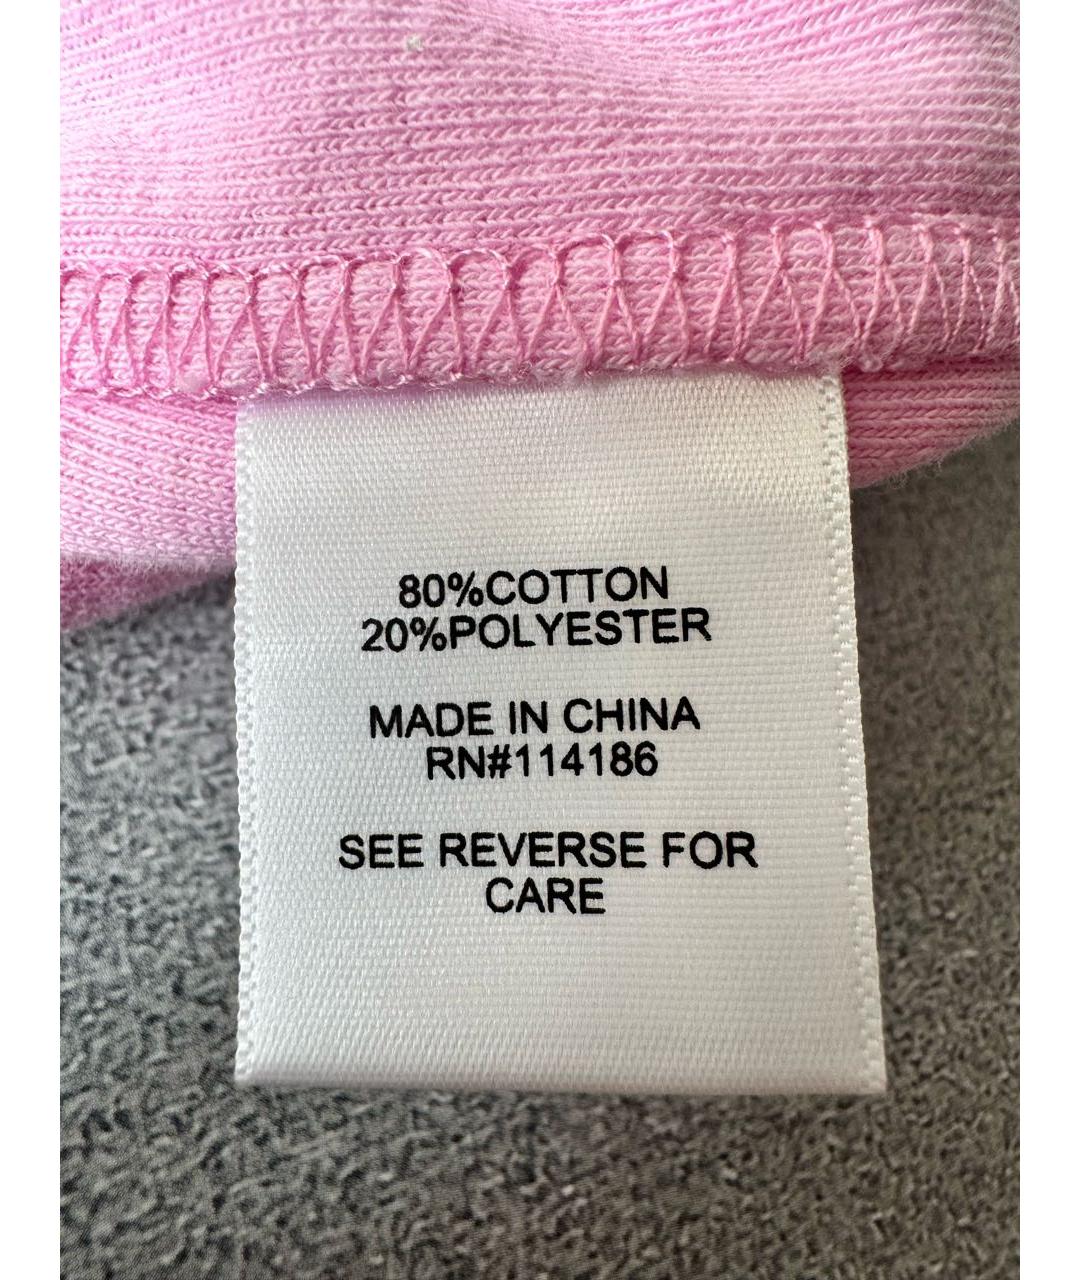 80%COTTON
20%POLYESTER
MADE IN CHINA
RN#114186
SEE REVERSE FOR
CARE